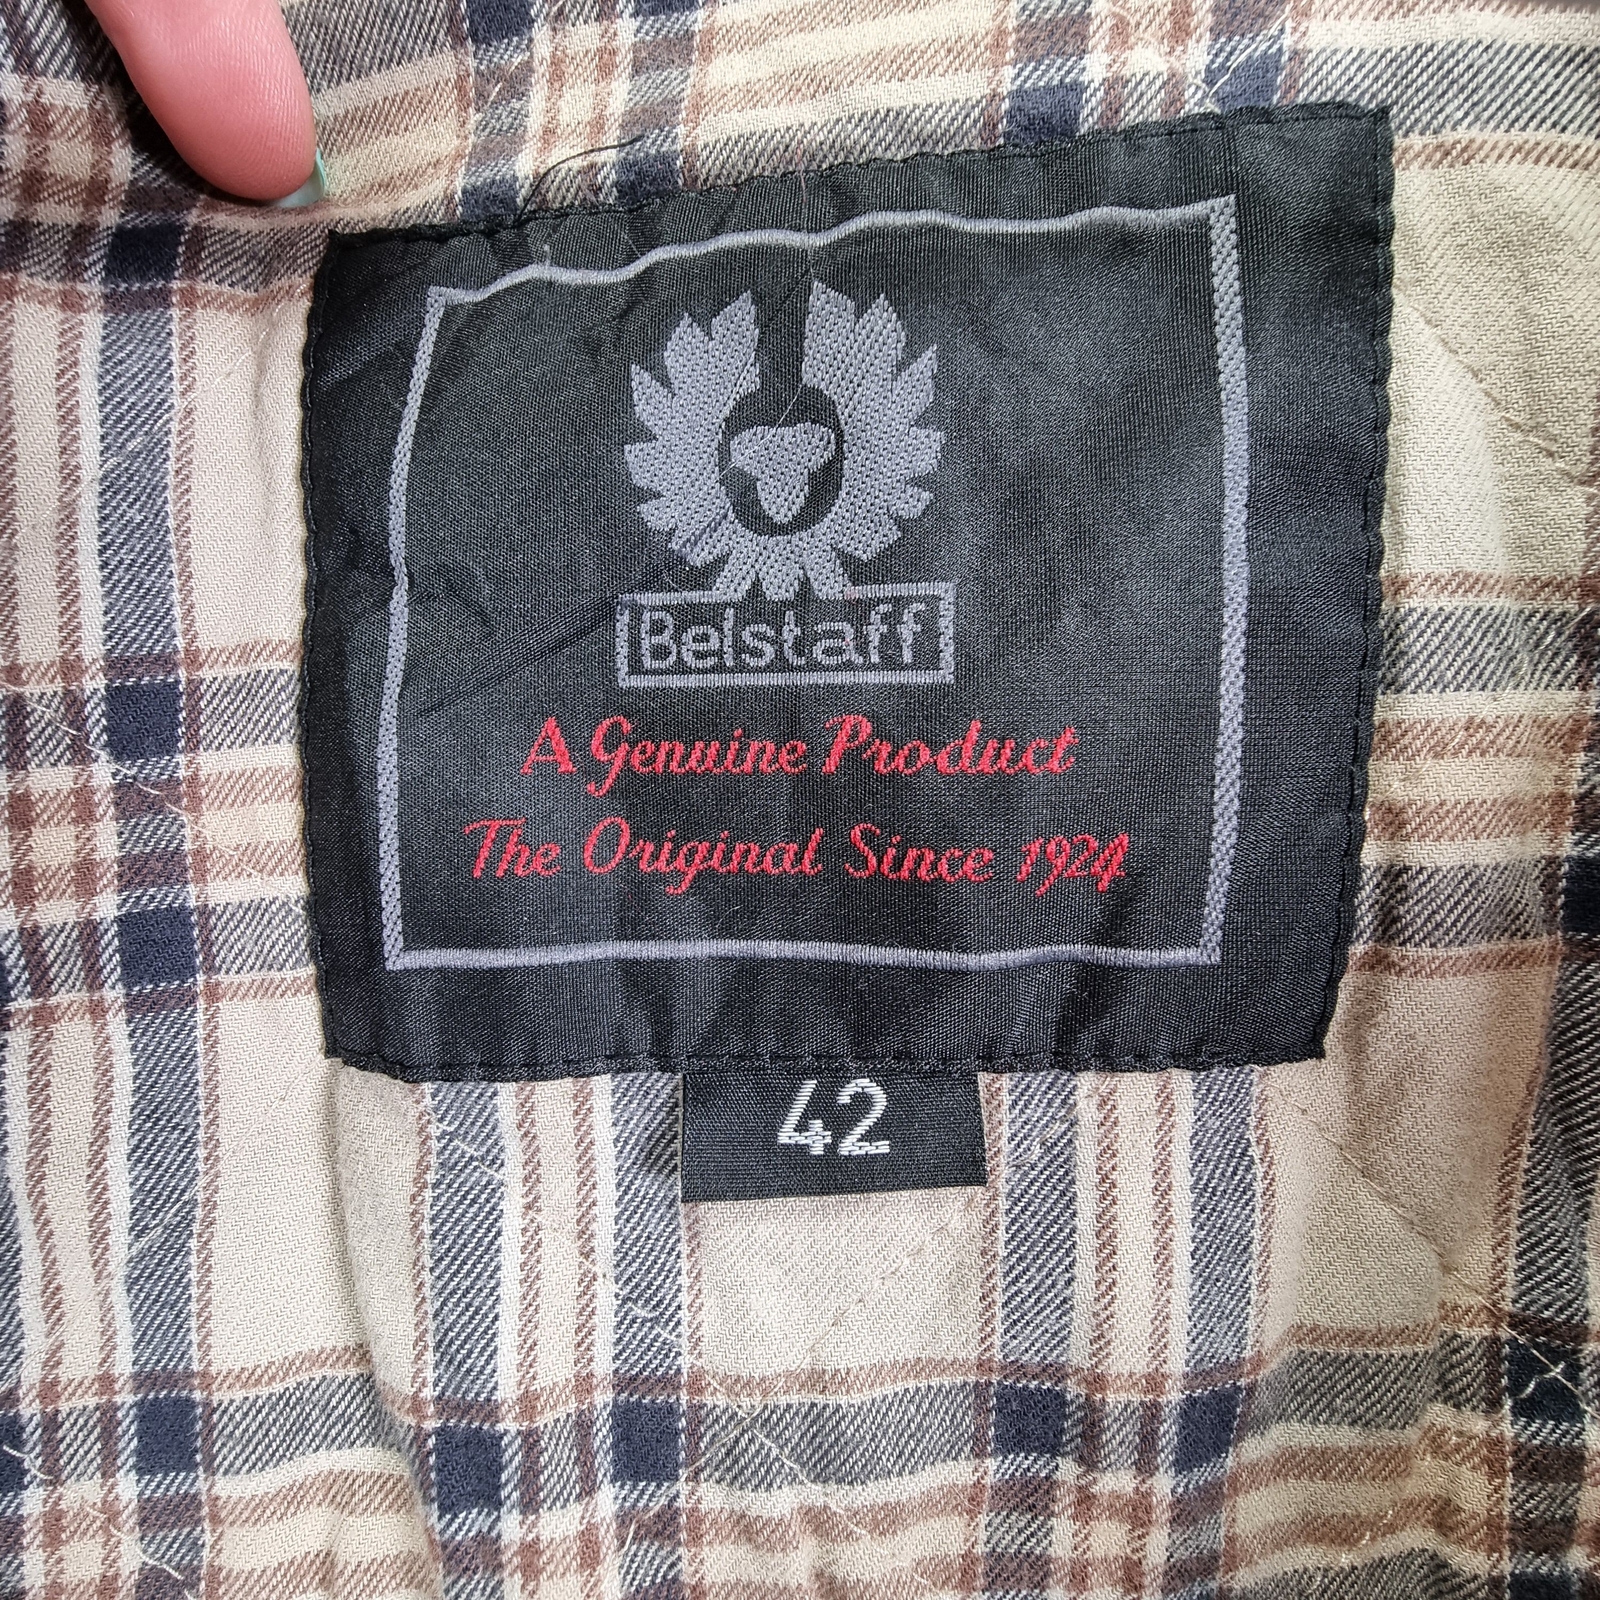 Belstaff
A Genuine Product
The Original Since 1924
42